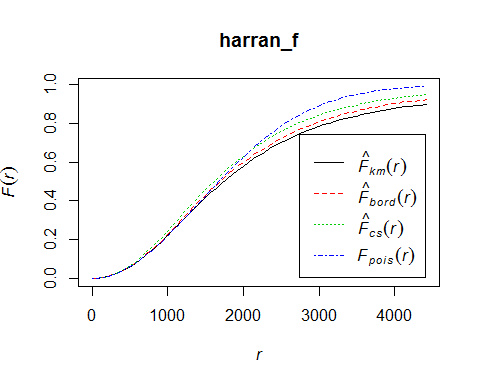 harran_f
F(r)
1.0
0.8
0.6
0.4
0.2
0.0
F̂km(r)
F̂bord(r)
F̂cs(r)
Fpois(r)
0 1000 2000 3000 4000
r